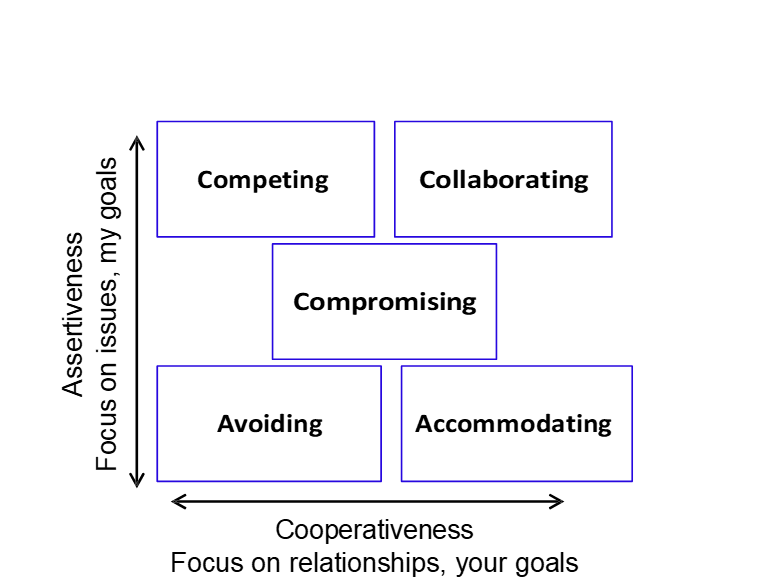 Competing
Collaborating
Compromising
Avoiding
Accommodating
Assertiveness
Focus on issues, my goals
Cooperativeness
Focus on relationships, your goals